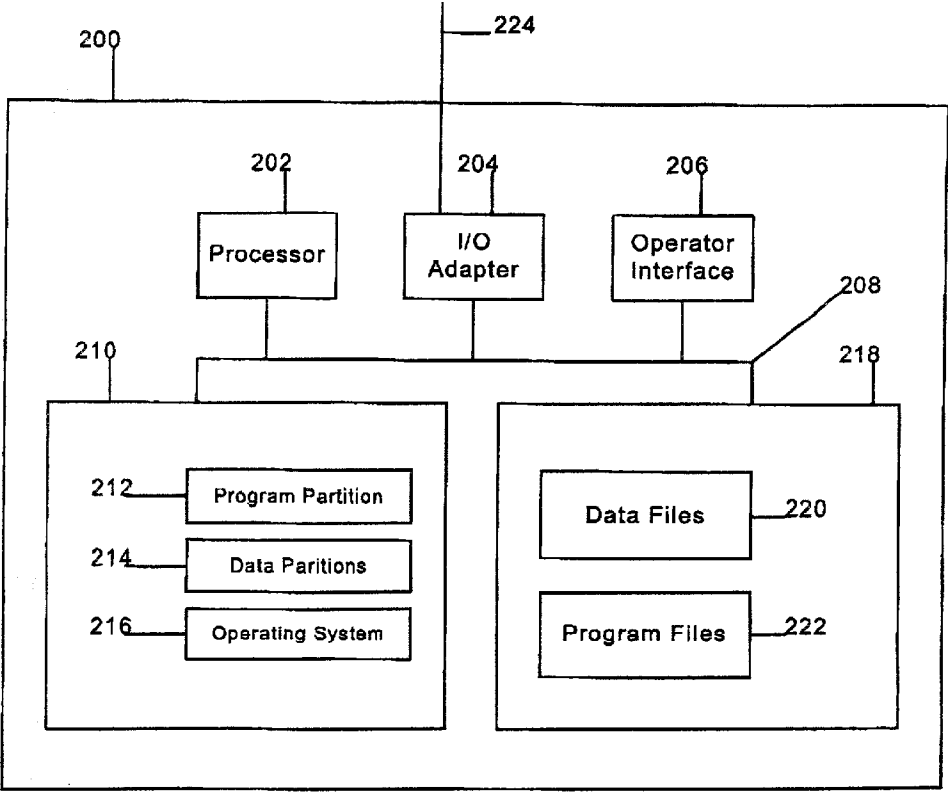 224
200
202
204
206
Processor
I/O
Adapter
Operator
Interface
208
210
218
212
Program Partition
214
Data Paritions
216
Operating System
Data Files
220
Program Files
222